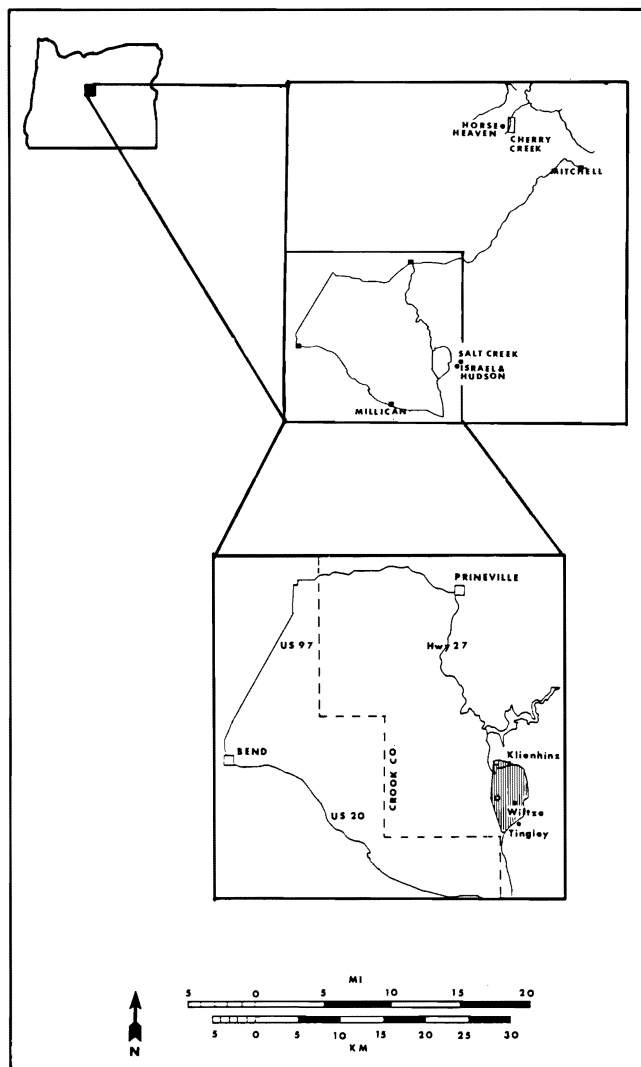 HORSE
HEAVEN
CHERRY
CREEK
MITCHELL
SALT CREEK
ISRAEL &
HUDSON
MILLICAN
PRINEVILLE
US 97
Hwy 27
BEND
CROOK CO.
Klienhinz
US 20
Wiltze
Tingley
MI
5 0 5 10 15 20
5 0 5 10 15 20 25 30
KM
N